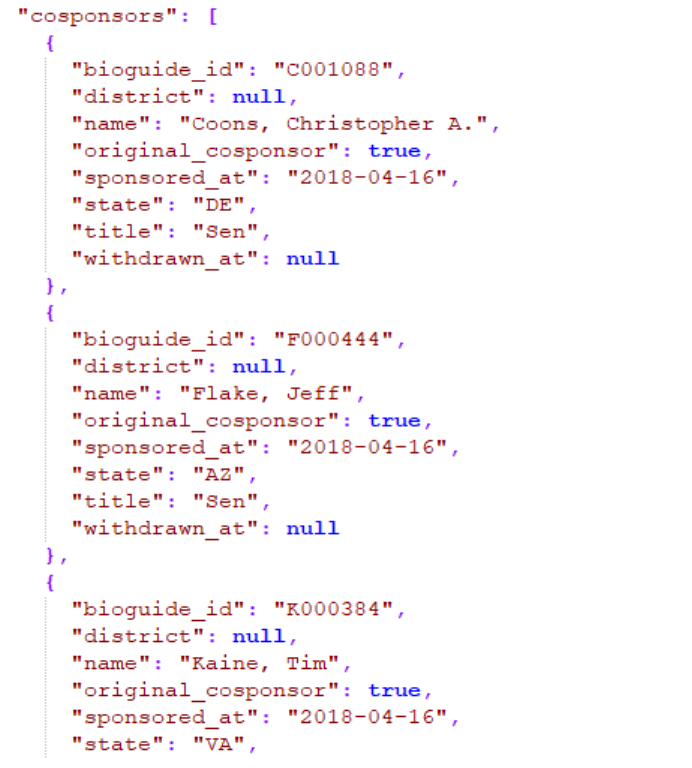 "cosponsors": [
{
"bioguide_id": "C001088",
"district": null,
"name": "Coons, Christopher A.",
"original_cosponsor": true,
"sponsored_at": "2018-04-16",
"state": "DE",
"title": "Sen",
"withdrawn_at": null
},
{
"bioguide_id": "F000444",
"district": null,
"name": "Flake, Jeff",
"original_cosponsor": true,
"sponsored_at": "2018-04-16",
"state": "AZ",
"title": "Sen",
"withdrawn_at": null
},
{
"bioguide_id": "K000384",
"district": null,
"name": "Kaine, Tim",
"original_cosponsor": true,
"sponsored_at": "2018-04-16",
"state": "VA",